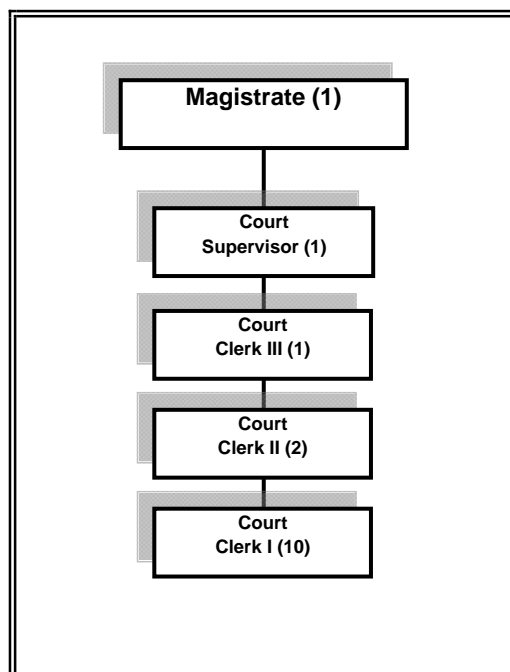 Magistrate (1)
Court
Supervisor (1)
Court
Clerk III (1)
Court
Clerk II (2)
Court
Clerk I (10)